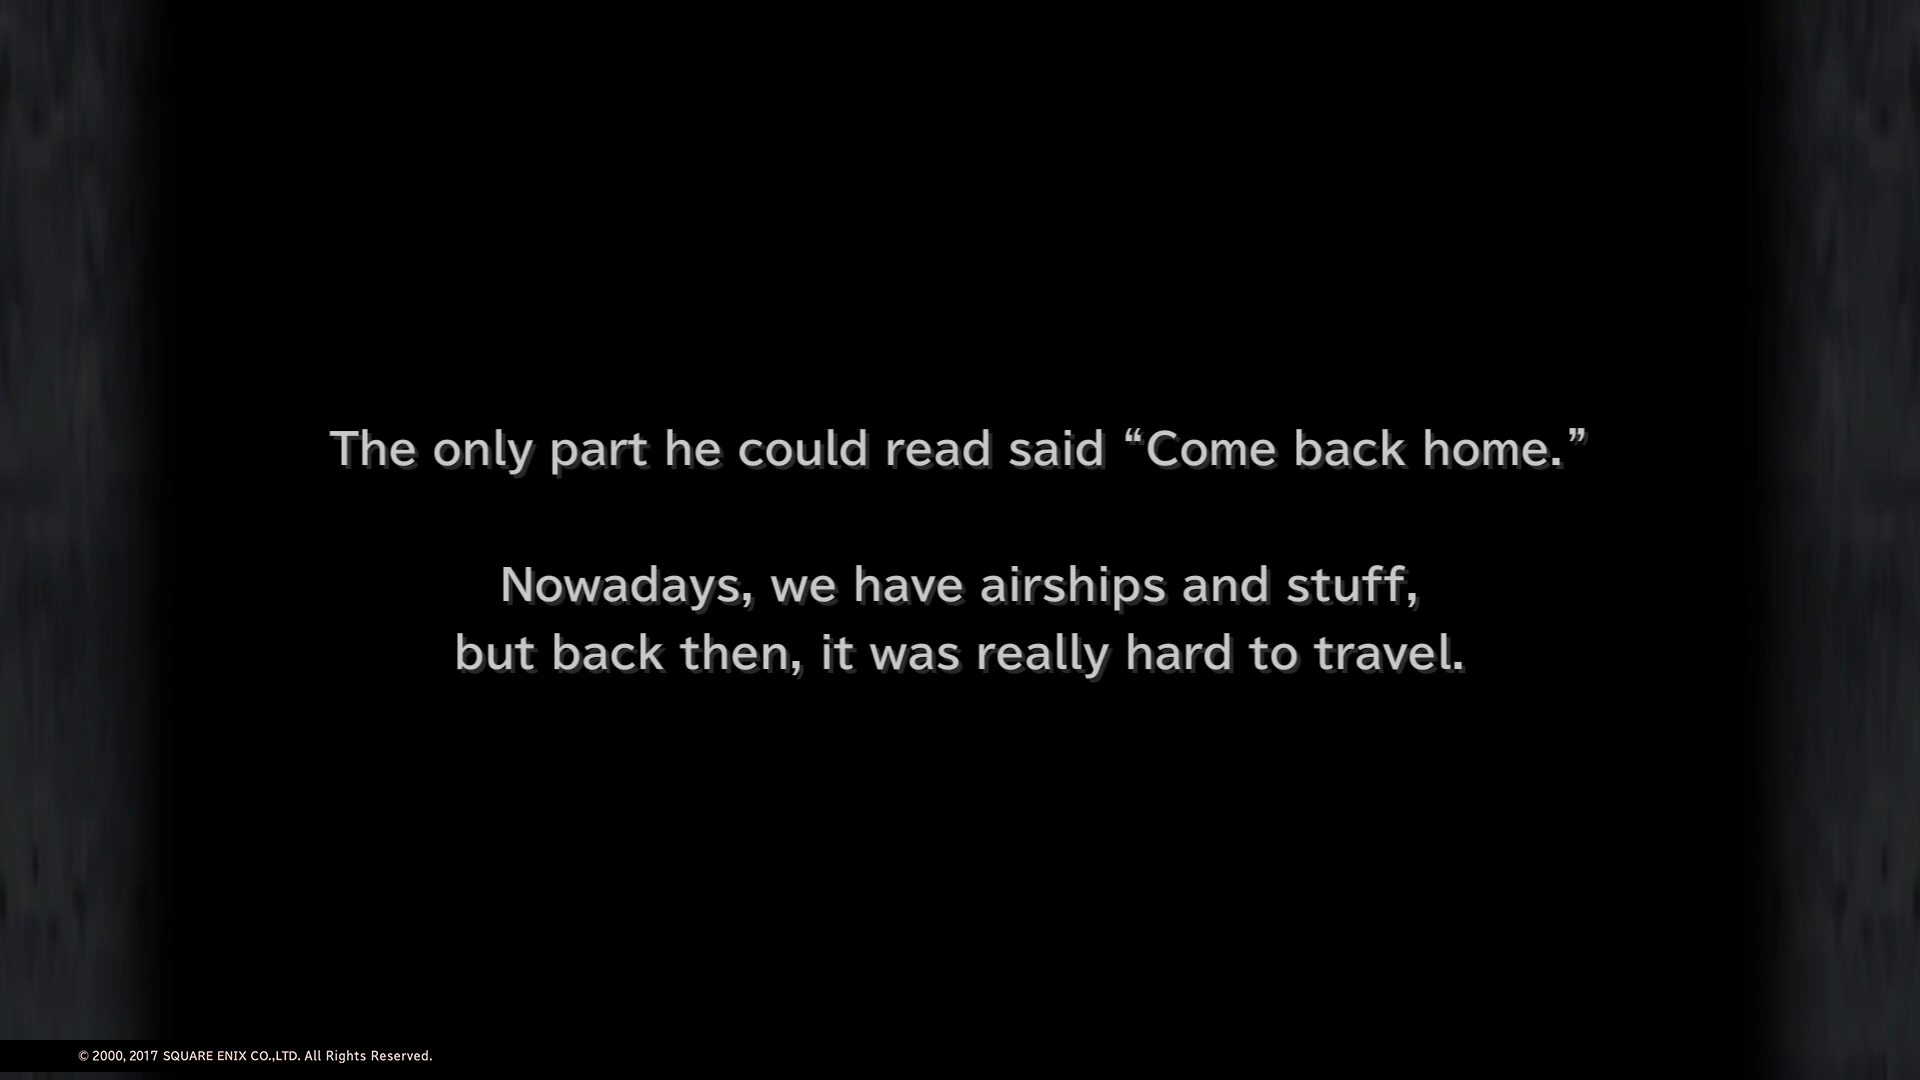 The only part he could read said “Come back home.”
Nowadays, we have airships and stuff,
but back then, it was really hard to travel.
© 2000, 2017 SQUARE ENIX CO.,LTD. All Rights Reserved.